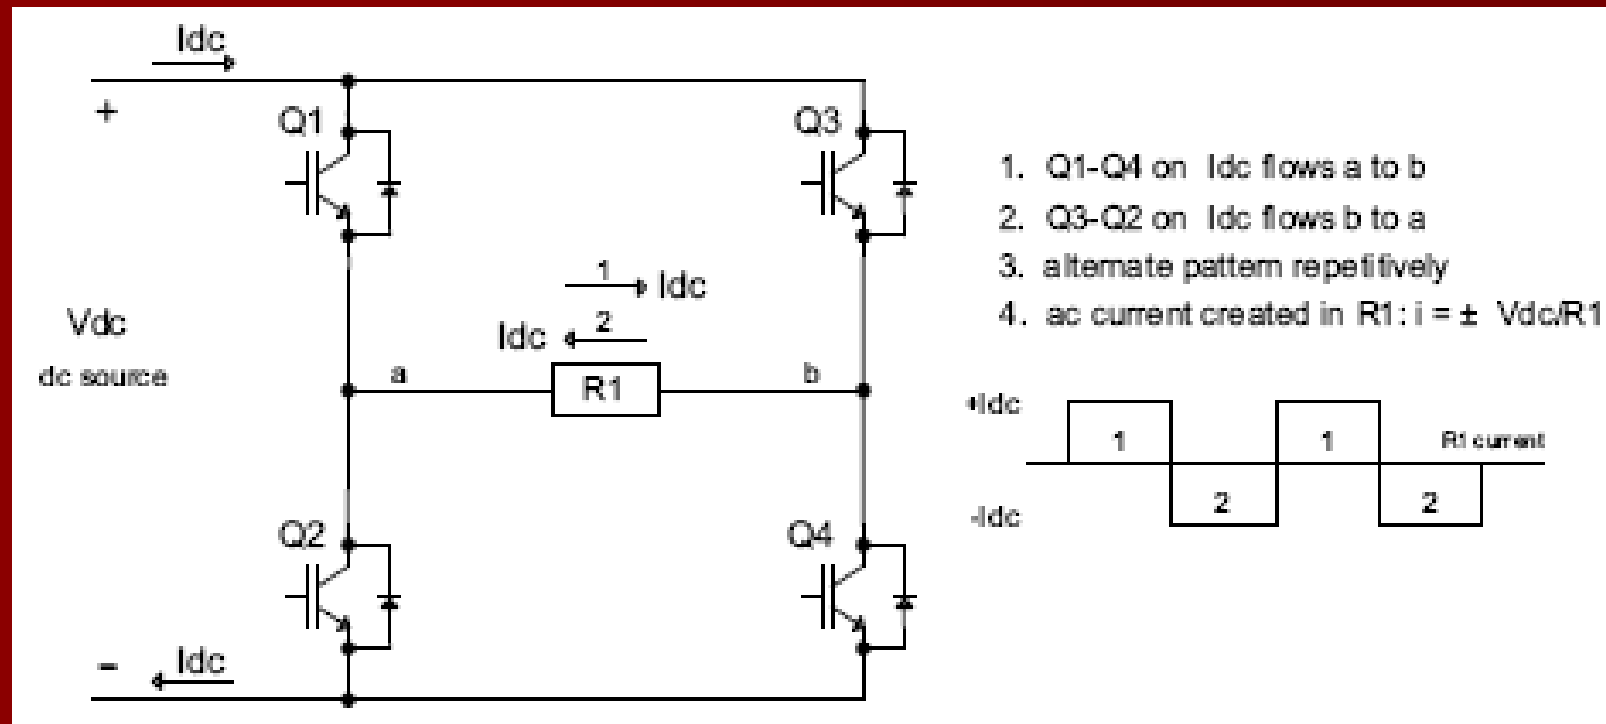 Idc
+
Q1
Q3
1. Q1-Q4 on Idc flows a to b
2. Q3-Q2 on Idc flows b to a
3. alternate pattern repetitively
4. ac current created in R1: i = ± Vdc/R1
1
Idc
2
Idc
Vdc
dc source
a
R1
b
+Idc
1
1
R1 current
2
2
-Idc
Q2
Q4
-
Idc